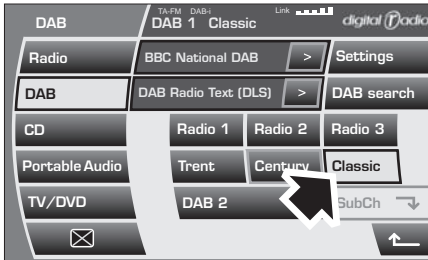 DAB
TA-FM DAB-i Link
DAB 1 Classic
digital Radio
Radio
BBC National DAB >
Settings
DAB
DAB Radio Text (DLS) >
DAB search
CD
Radio 1 Radio 2 Radio 3
Portable Audio
Trent Century Classic
TV/DVD
DAB 2
SubCh